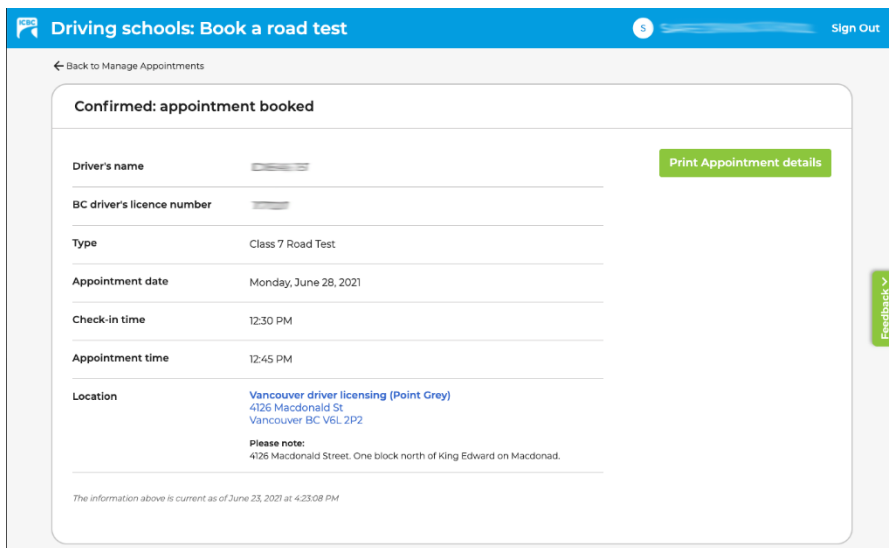 ICBC
Driving schools: Book a road test
S
Sign Out
Back to Manage Appointments
Confirmed: appointment booked
Driver's name
Print Appointment details
BC driver's licence number
Type Class 7 Road Test
Appointment date Monday, June 28, 2021
Check-in time 12:30 PM
Appointment time 12:45 PM
Location Vancouver driver licensing (Point Grey)
4126 Macdonald St
Vancouver BC V6L 2P2
Please note:
4126 Macdonald Street. One block north of King Edward on Macdonad.
The information above is current as of June 23, 2021 at 4:23:08 PM
Feedback